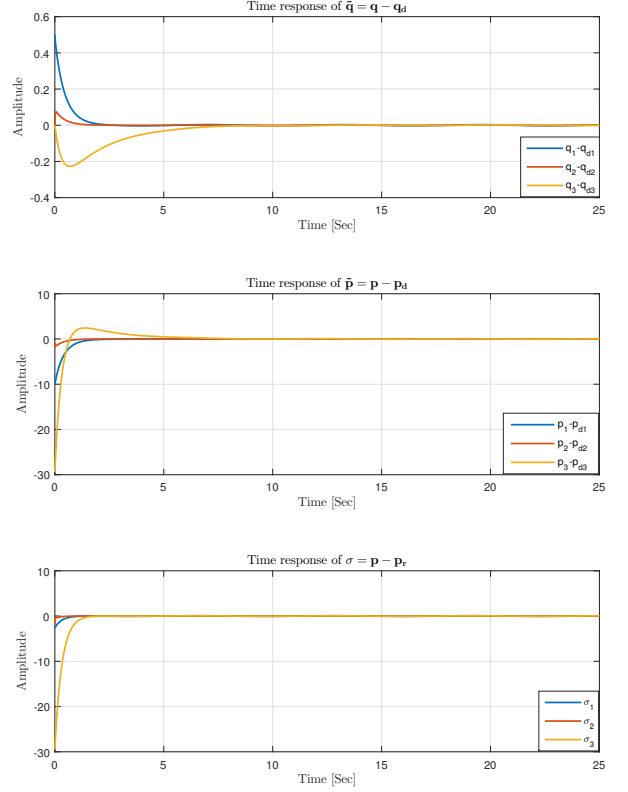 Time response of q̃ = q − q_d
Amplitude
0.6
0.4
0.2
0
-0.2
0.4
0
5
10
15
20
25
Time [Sec]
q_1-q_d1
q_2-q_d2
q_3-q_d3
Time response of p̃ = p − p_d
Amplitude
10
0
-10
-20
-30
0
5
10
15
20
25
Time [Sec]
p_1-p_d1
p_2-p_d2
p_3-p_d3
Time response of σ = p − p_r
Amplitude
10
0
-10
-20
-30
0
5
10
15
20
25
Time [Sec]
σ_1
σ_2
σ_3